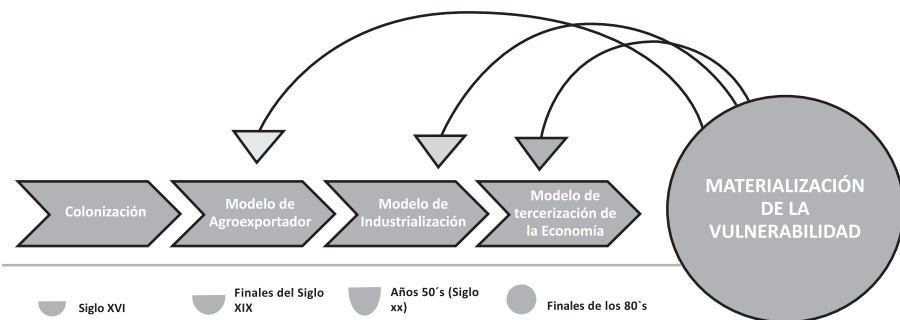 Colonización
Modelo de
Agroexportador
Modelo de
Industrialización
Modelo de
tercerización de
la Economía
MATERIALIZACIÓN
DE LA
VULNERABILIDAD
Siglo XVI
Finales del Siglo
XIX
Años 50´s (Siglo
xx)
Finales de los 80`s